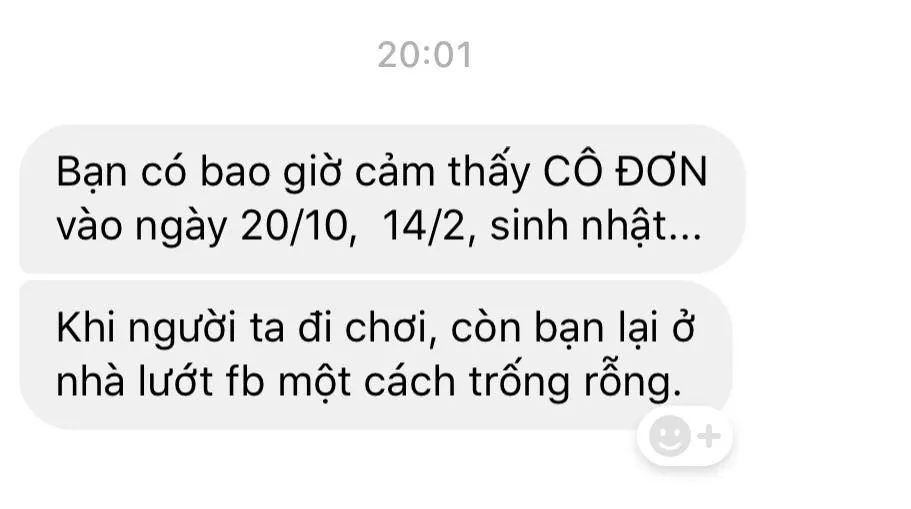 20:01
Bạn có bao giờ cảm thấy CÔ ĐƠN
vào ngày 20/10,  14/2, sinh nhật...
Khi người ta đi chơi, còn bạn lại ở
nhà lướt fb một cách trống rỗng.